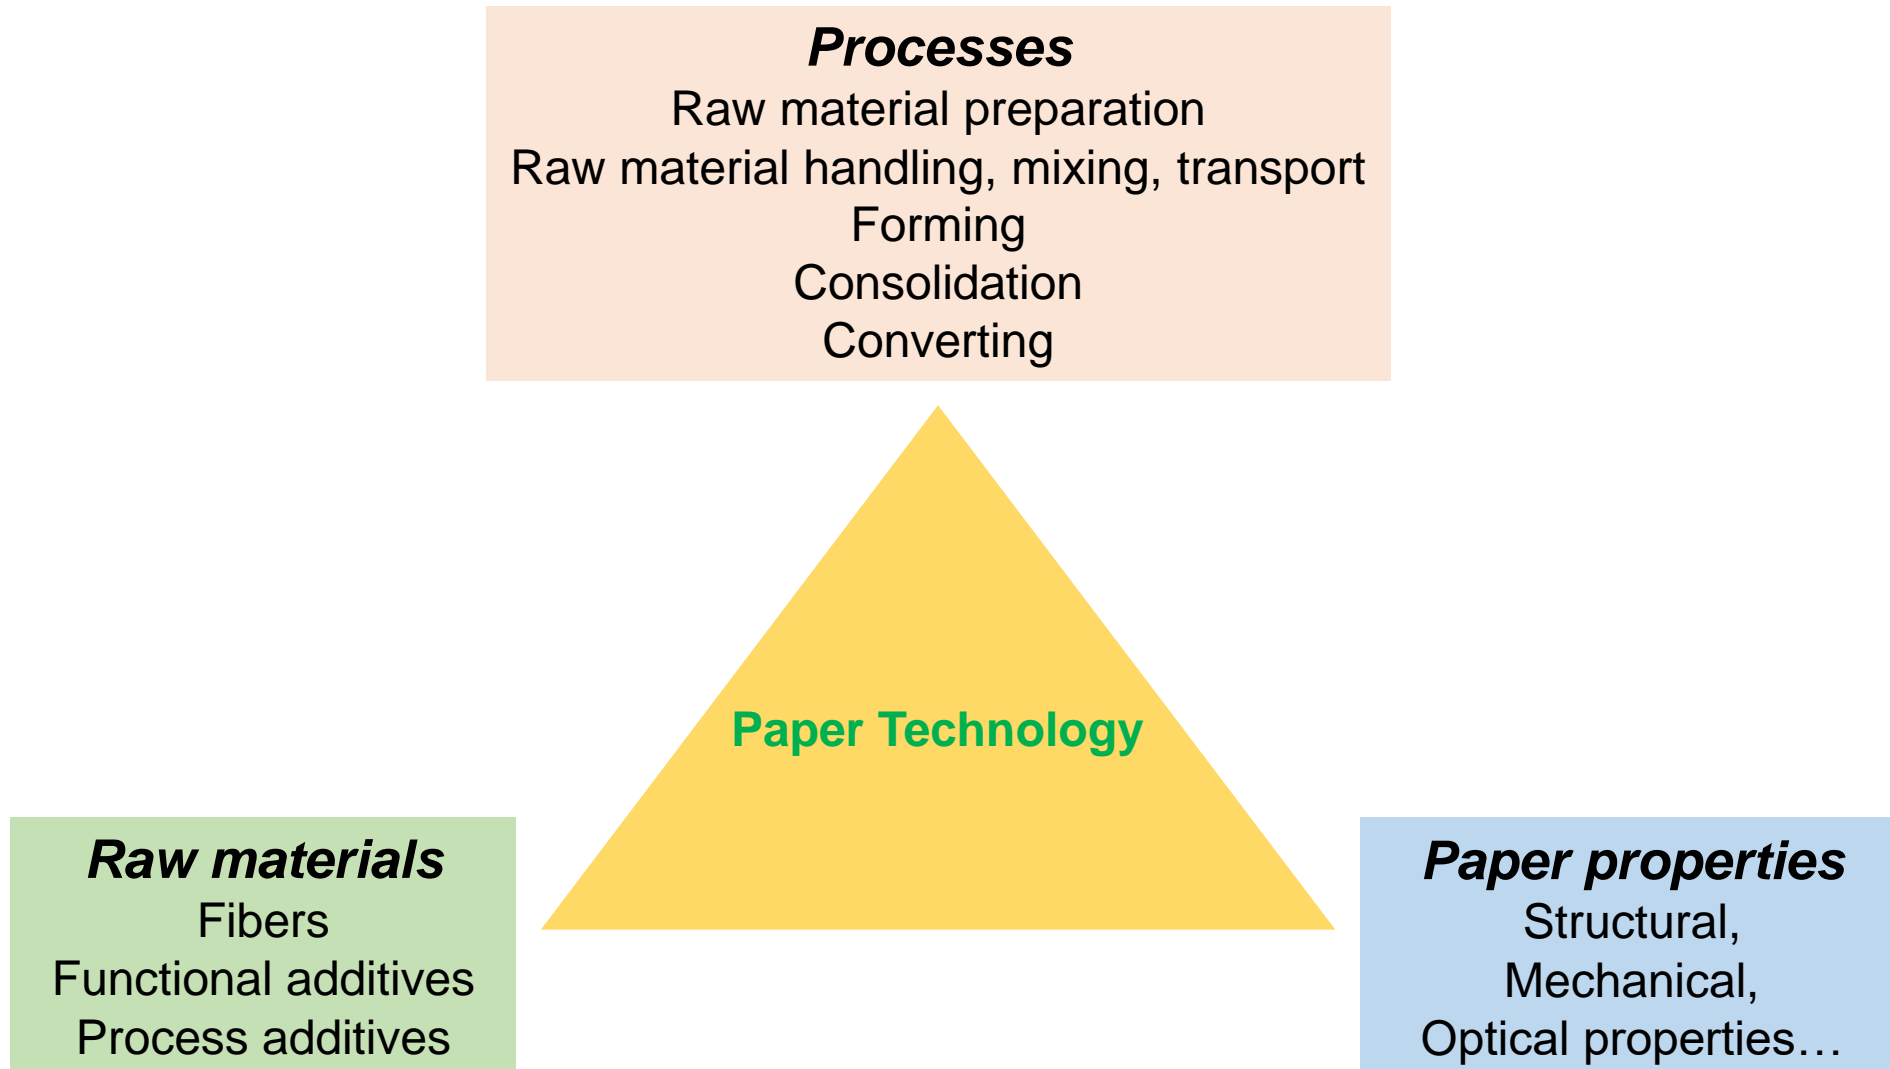 Processes
Raw material preparation
Raw material handling, mixing, transport
Forming
Consolidation
Converting
Paper Technology
Raw materials
Fibers
Functional additives
Process additives
Paper properties
Structural,
Mechanical,
Optical properties…